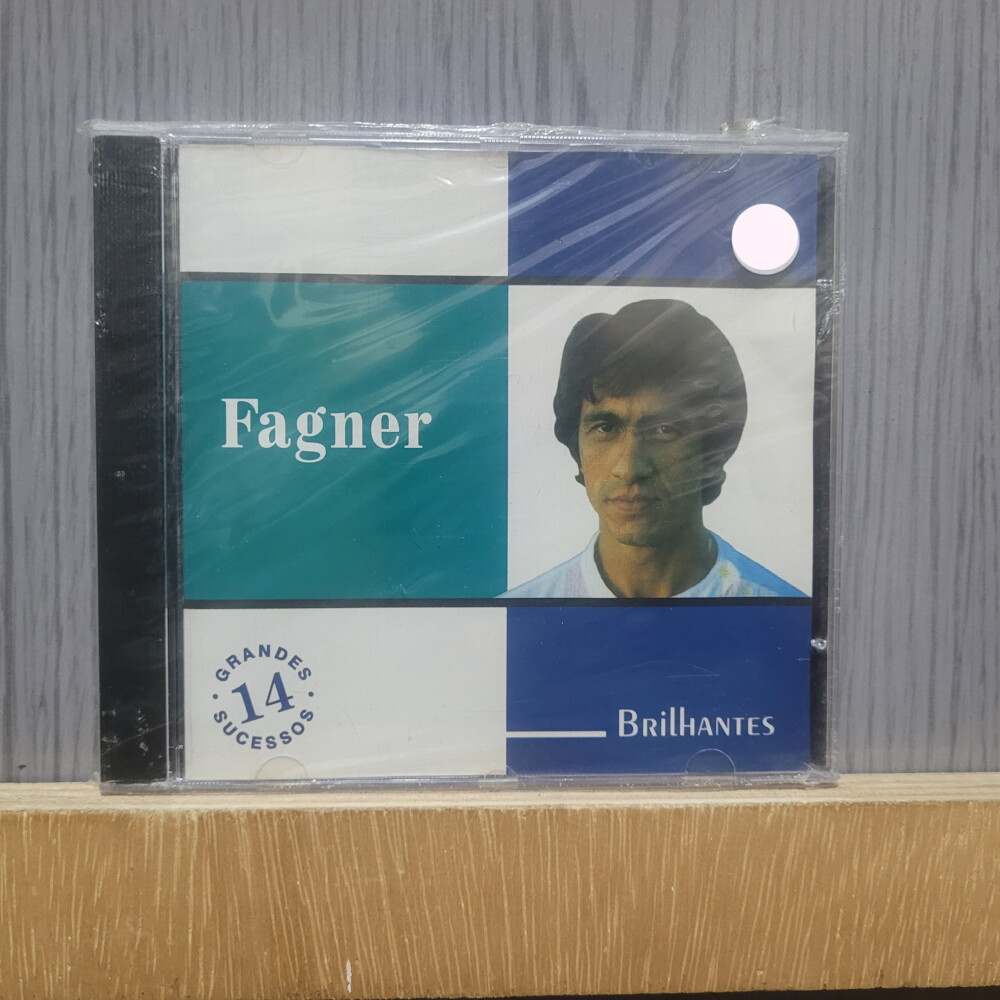 Fagner
GRANDES
14
SUCESSOS
BRILHANTES